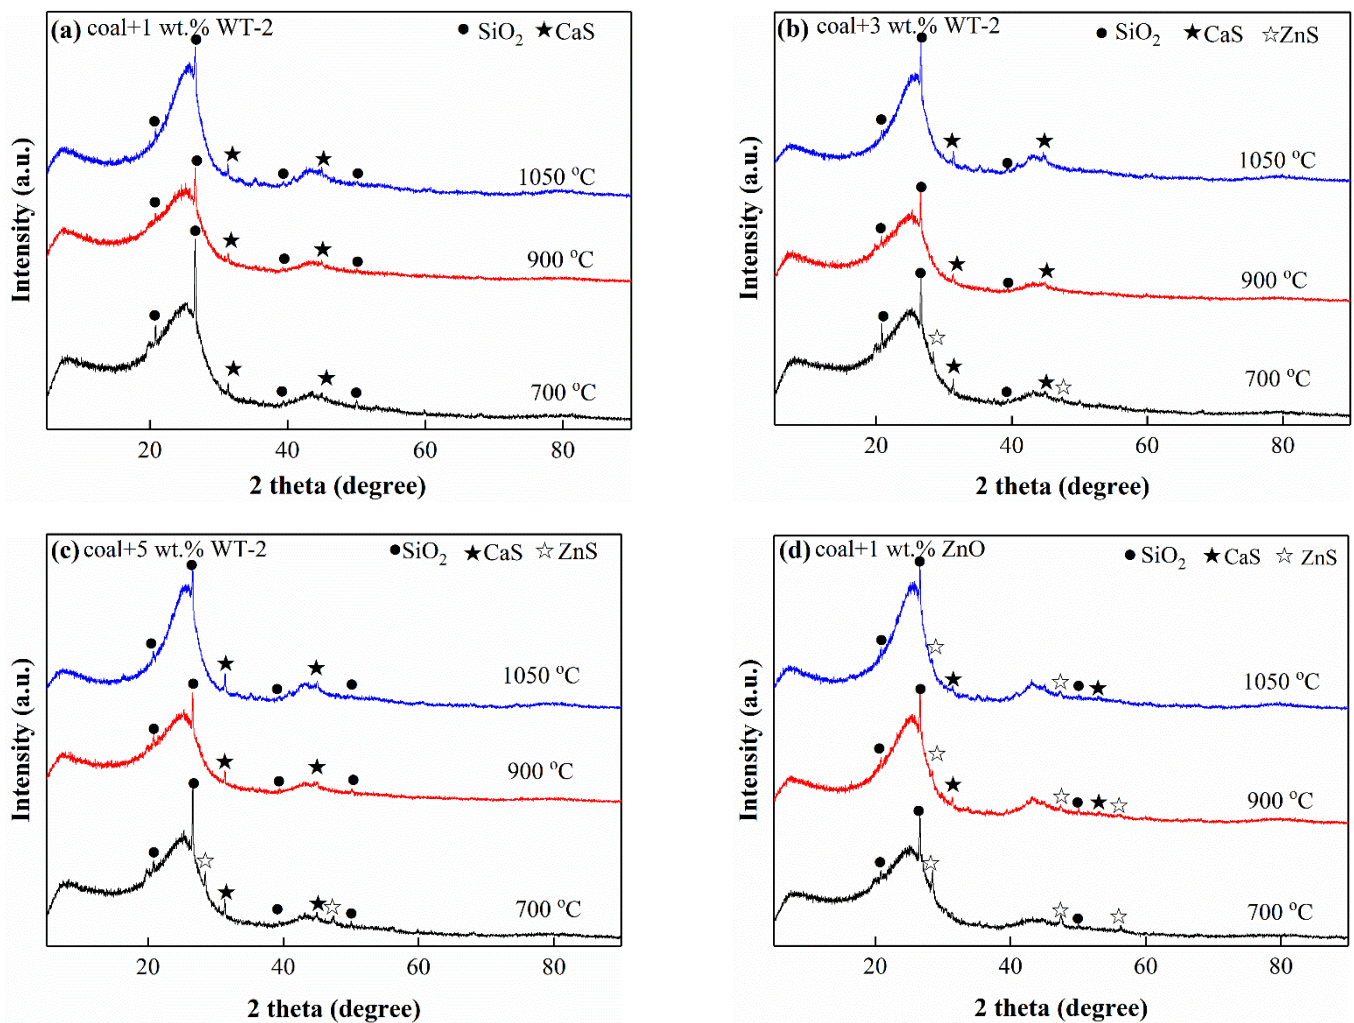 (a) coal+1 wt.% WT-2 ● SiO₂ ★ CaS
1050 °C
900 °C
700 °C
Intensity (a.u.)
20 40 60 80
2 theta (degree)
(b) coal+3 wt.% WT-2 ● SiO₂ ★ CaS ☆ ZnS
1050 °C
900 °C
700 °C
Intensity (a.u.)
20 40 60 80
2 theta (degree)
(c) coal+5 wt.% WT-2 ● SiO₂ ★ CaS ☆ ZnS
1050 °C
900 °C
700 °C
Intensity (a.u.)
20 40 60 80
2 theta (degree)
(d) coal+1 wt.% ZnO ● SiO₂ ★ CaS ☆ ZnS
1050 °C
900 °C
700 °C
Intensity (a.u.)
20 40 60 80
2 theta (degree)